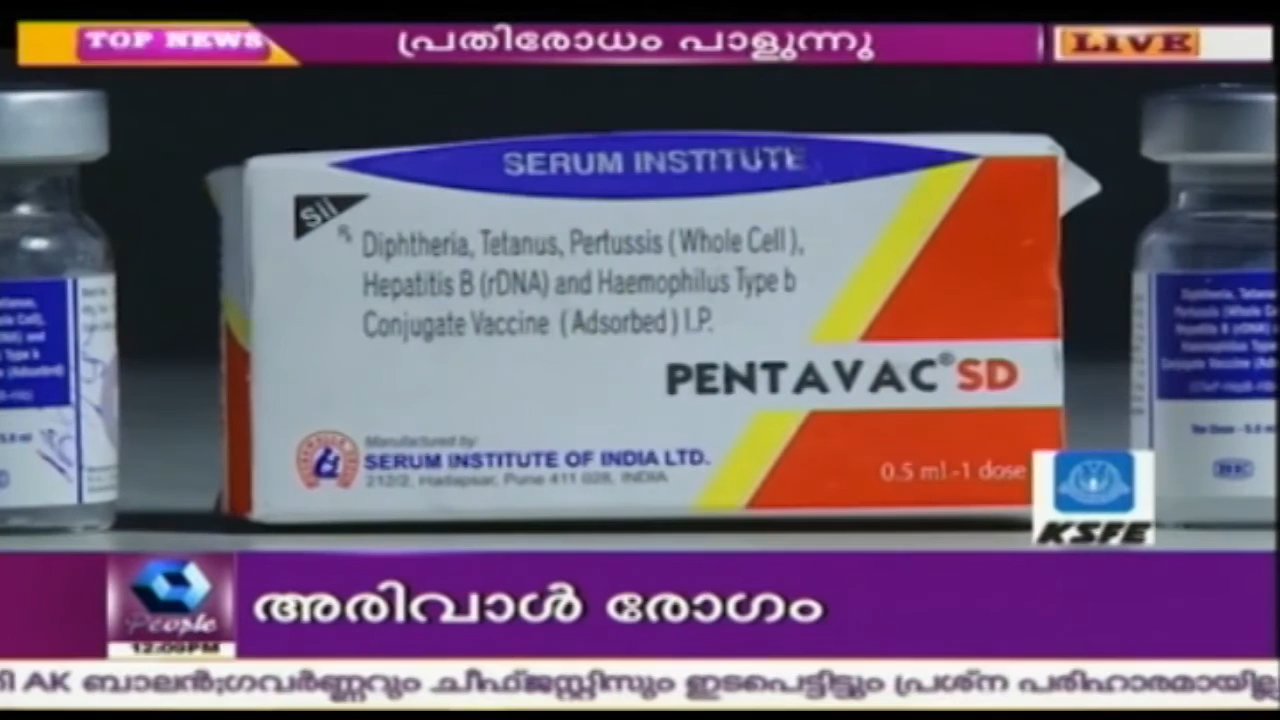 TOP NEWS
പ്രതിരോധം പാളുന്നു
LIVE
SERUM INSTITUTE
SII
Diphtheria, Tetanus, Pertussis (Whole Cell),
Hepatitis B (rDNA) and Haemophilus Type b
Conjugate Vaccine (Adsorbed) I.P.
PENTAVAC® SD
Manufactured by:
SERUM INSTITUTE OF INDIA LTD.
212/2, Hadapsar, Pune 411 028, INDIA
0.5 ml.-1 dose
KSFE
People
12:09PM
അരിവാൾ രോഗം
AK ബാലൻ;ഗവർണ്ണറും ചീഫ്ജസ്റ്റിസും ഇടപെട്ടിട്ടും പ്രശ്ന പരിഹാരമായില്ല